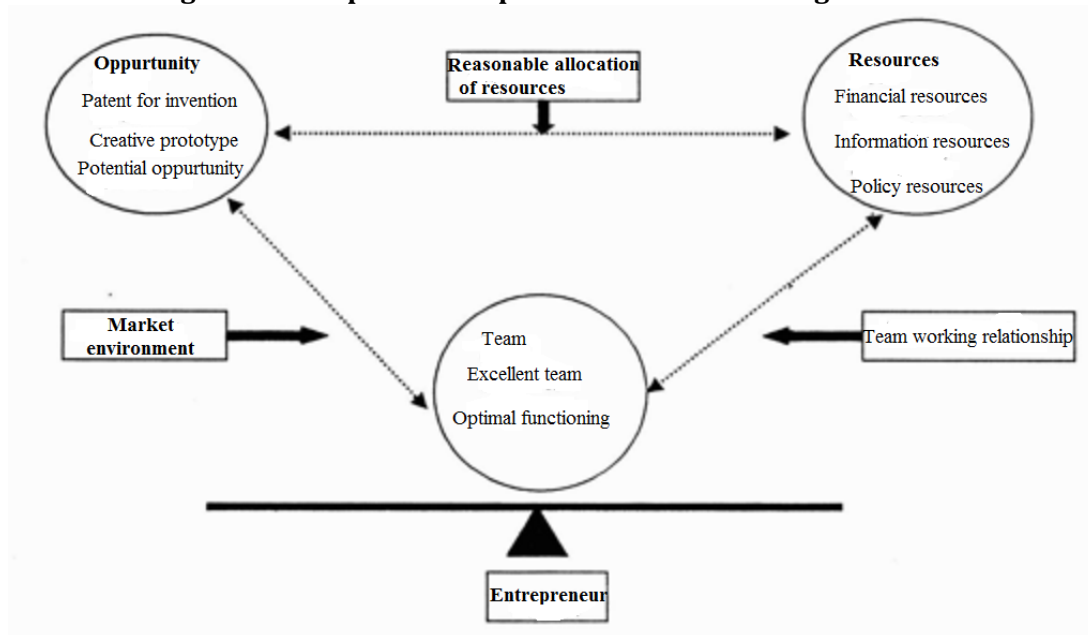 Oppurtunity
Patent for invention
Creative prototype
Potential oppurtunity
Reasonable allocation
of resources
Resources
Financial resources
Information resources
Policy resources
Market
environment
Team
Excellent team
Optimal functioning
Team working relationship
Entrepreneur